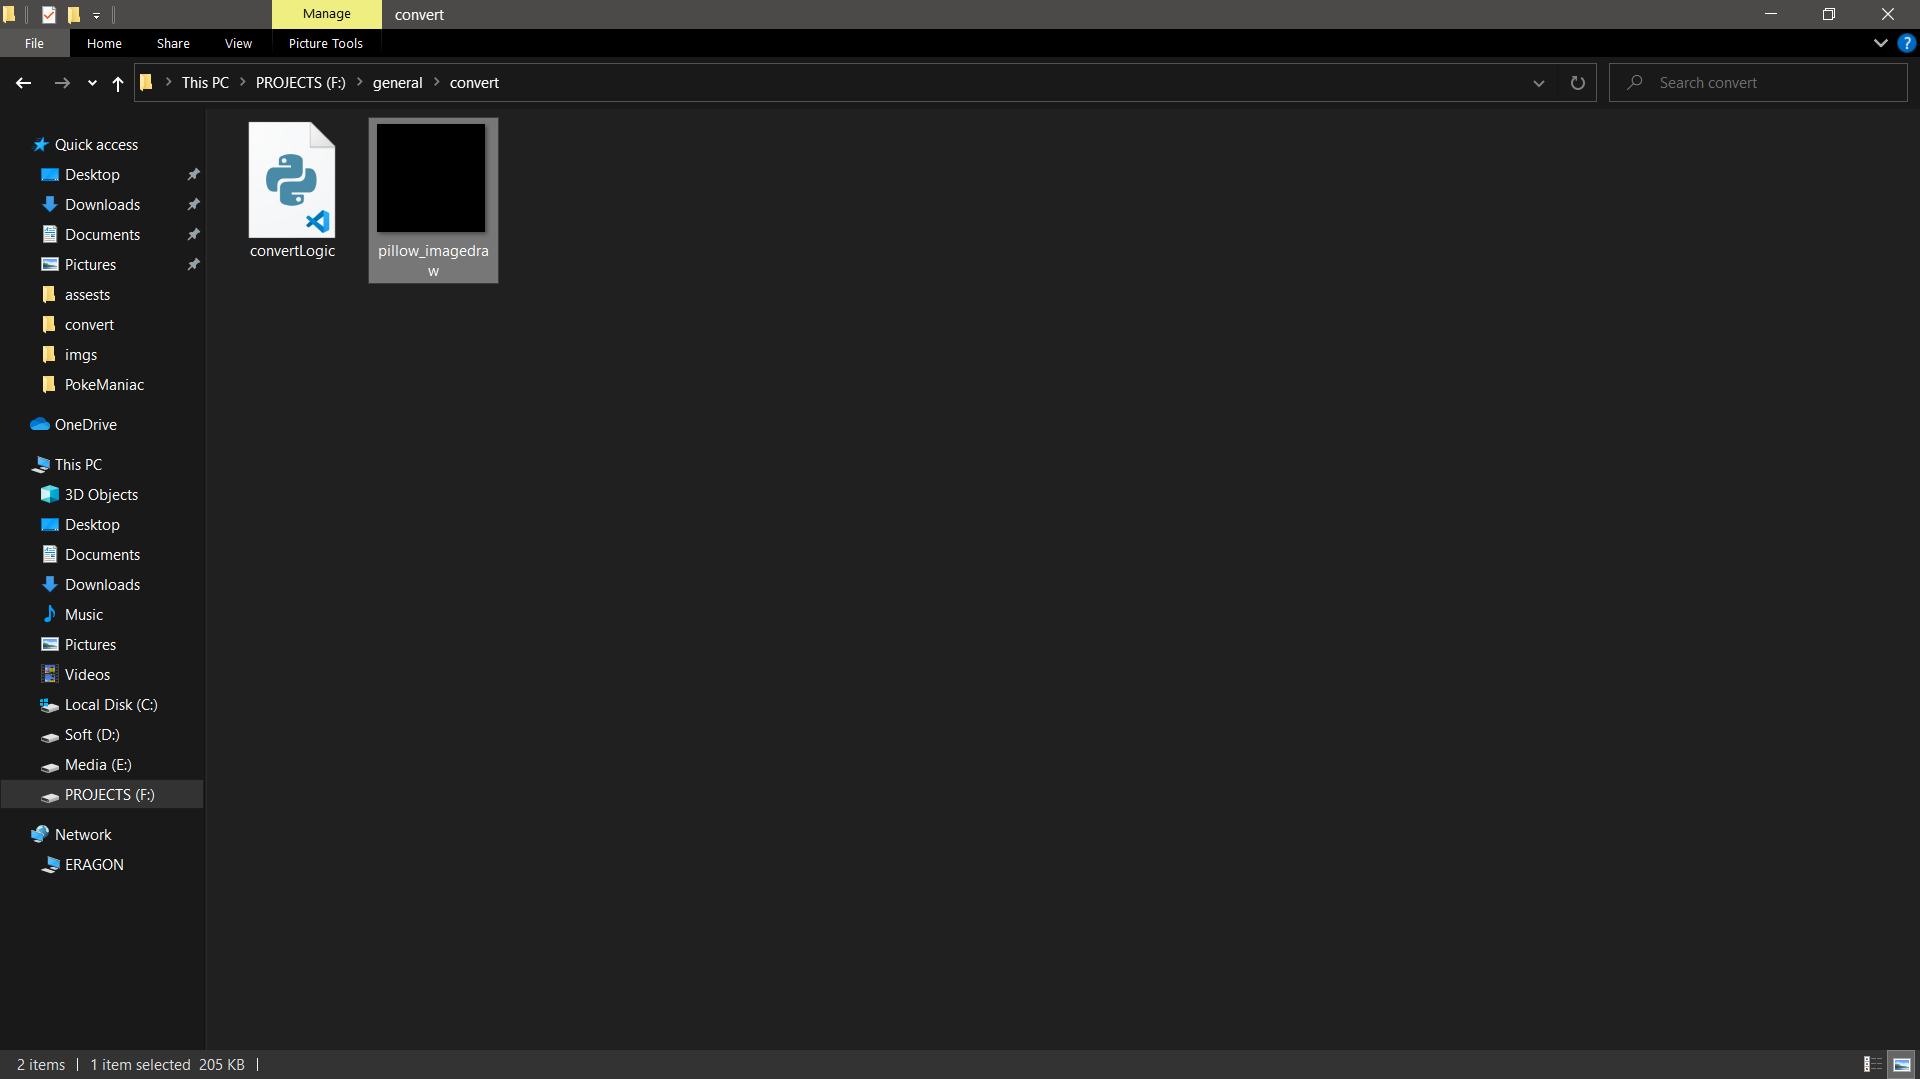 Manage
convert
File
Home
Share
View
Picture Tools
?
This PC
PROJECTS (F:)
general
convert
Search convert
Quick access
Desktop
Downloads
Documents
Pictures
assests
convert
imgs
PokeManiac
OneDrive
This PC
3D Objects
Desktop
Documents
Downloads
Music
Pictures
Videos
Local Disk (C:)
Soft (D:)
Media (E:)
PROJECTS (F:)
Network
ERAGON
convertLogic
pillow_imagedra
w
2 items
1 item selected 205 KB